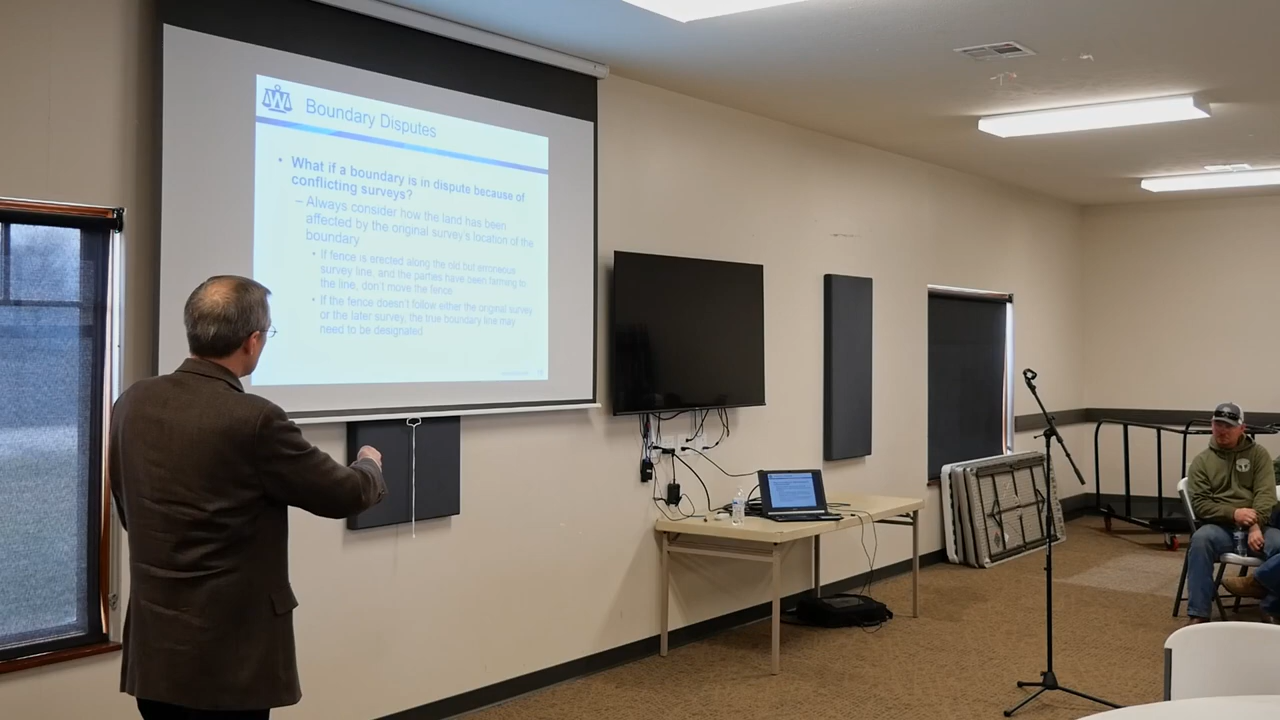 W
Boundary Disputes
• What if a boundary is in dispute because of
conflicting surveys?
– Always consider how the land has been
affected by the original survey's location of the
boundary
• If fence is erected along the old but erroneous
survey line, and the parties have been farming to
the line, don't move the fence
• If the fence doesn't follow either the original survey
or the later survey, the true boundary line may
need to be designated